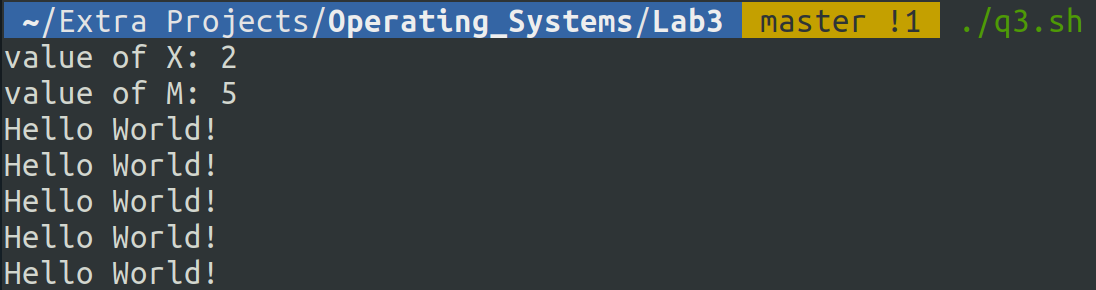 ~/Extra Projects/Operating_Systems/Lab3 master !1 ./q3.sh
value of X: 2
value of M: 5
Hello World!
Hello World!
Hello World!
Hello World!
Hello World!